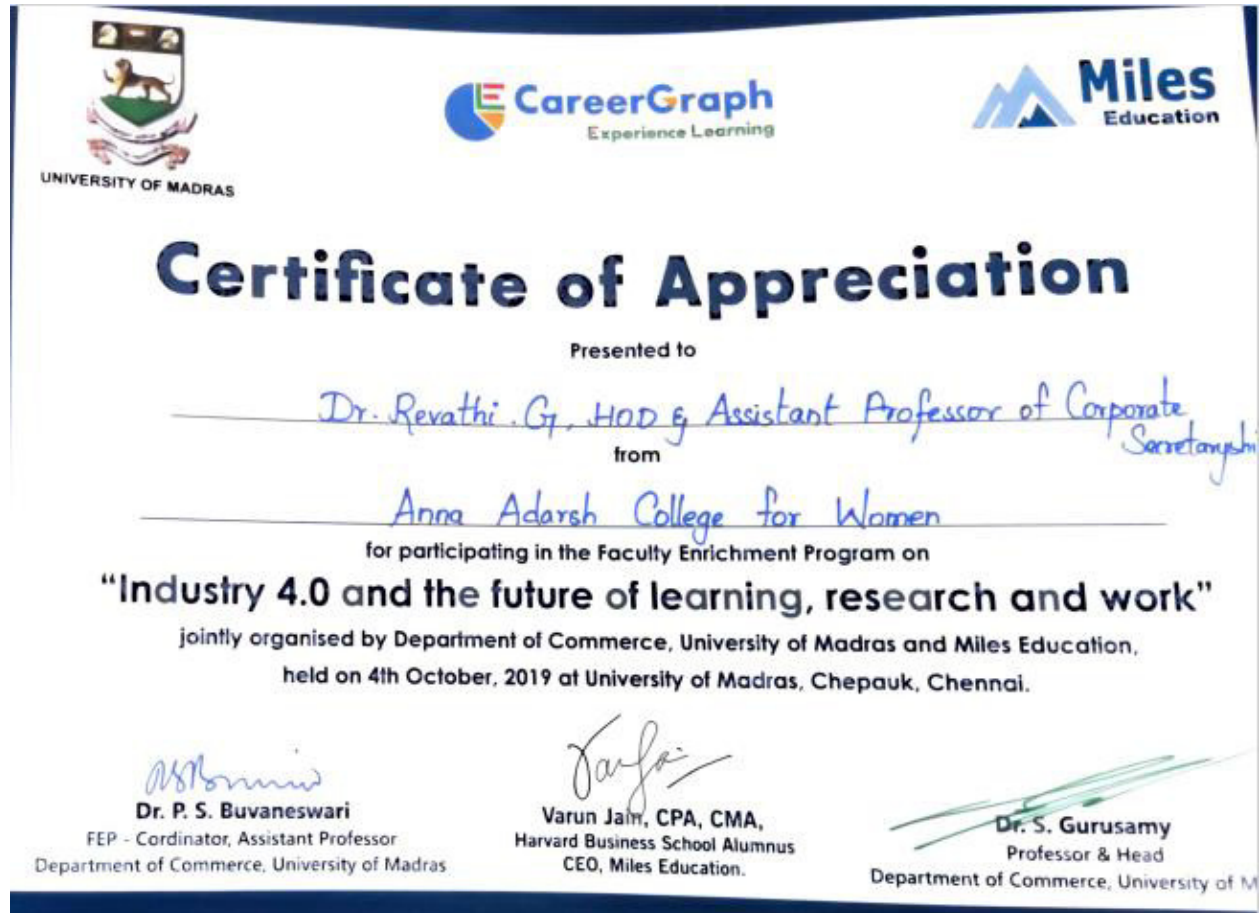 UNIVERSITY OF MADRAS
CareerGraph
Experience Learning
Miles
Education
Certificate of Appreciation
Presented to
Dr. Revathi. G, HOD & Assistant Professor of Corporate
Secretaryshi
from
Anna Adarsh College for Women
for participating in the Faculty Enrichment Program on
“Industry 4.0 and the future of learning, research and work”
jointly organised by Department of Commerce, University of Madras and Miles Education,
held on 4th October, 2019 at University of Madras, Chepauk, Chennai.
Dr. P. S. Buvaneswari
FEP - Cordinator, Assistant Professor
Department of Commerce, University of Madras
Varun Jain, CPA, CMA,
Harvard Business School Alumnus
CEO, Miles Education.
Dr. S. Gurusamy
Professor & Head
Department of Commerce, University of M